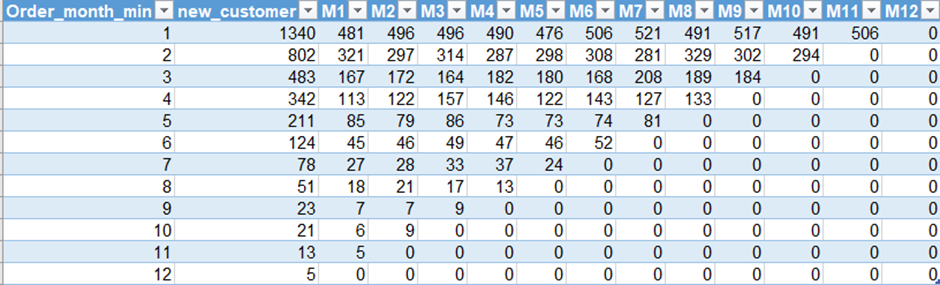 Order_month_min new_customer M1 M2 M3 M4 M5 M6 M7 M8 M9 M10 M11 M12
1 1340 481 496 496 490 476 506 521 491 517 491 506 0
2 802 321 297 314 287 298 308 281 329 302 294 0 0
3 483 167 172 164 182 180 168 208 189 184 0 0 0
4 342 113 122 157 146 122 143 127 133 0 0 0 0
5 211 85 79 86 73 73 74 81 0 0 0 0 0
6 124 45 46 49 47 46 52 0 0 0 0 0 0
7 78 27 28 33 37 24 0 0 0 0 0 0 0
8 51 18 21 17 13 0 0 0 0 0 0 0 0
9 23 7 7 9 0 0 0 0 0 0 0 0 0
10 21 6 9 0 0 0 0 0 0 0 0 0 0
11 13 5 0 0 0 0 0 0 0 0 0 0 0
12 5 0 0 0 0 0 0 0 0 0 0 0 0